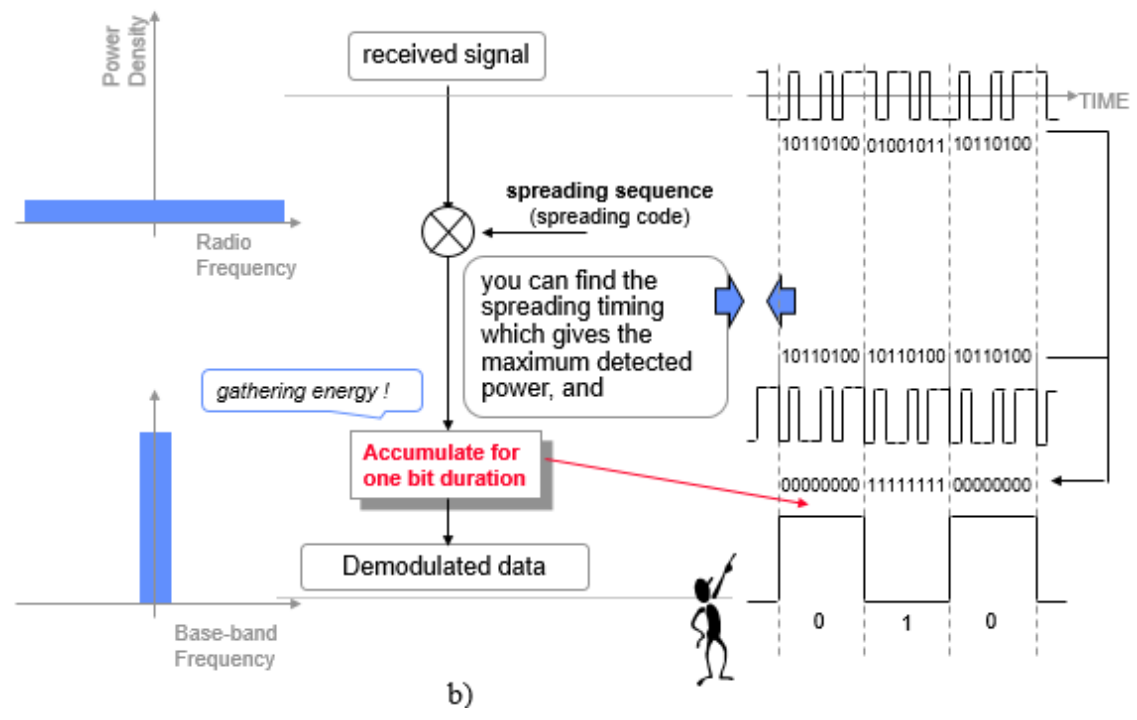 Power
Density
received signal
TIME
10110100 01001011 10110100
spreading sequence
(spreading code)
Radio
Frequency
you can find the
spreading timing
which gives the
maximum detected
power, and
10110100 10110100 10110100
gathering energy !
Accumulate for
one bit duration
00000000 11111111 00000000
Demodulated data
0 1 0
Base-band
Frequency
b)